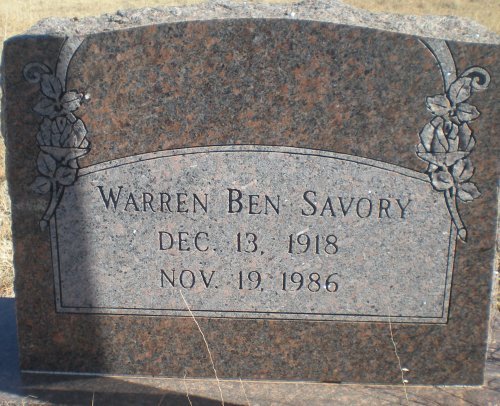 WARREN BEN SAVORY
DEC. 13, 1918
NOV. 19, 1986